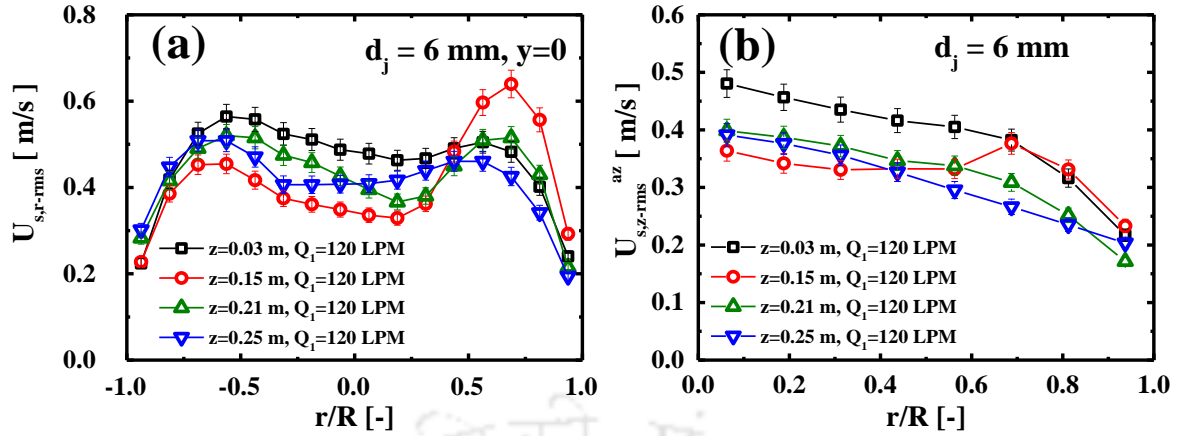 (a)
d_j = 6 mm, y=0
U_s,r-rms [ m/s ]
0.8
0.6
0.4
0.2
0.0
z=0.03 m, Q_1=120 LPM
z=0.15 m, Q_1=120 LPM
z=0.21 m, Q_1=120 LPM
z=0.25 m, Q_1=120 LPM
-1.0 -0.5 0.0 0.5 1.0
r/R [-]
(b)
d_j = 6 mm
U_s,z-rms^az [ m/s ]
0.6
0.5
0.4
0.3
0.2
0.1
0.0
z=0.03 m, Q_1=120 LPM
z=0.15 m, Q_1=120 LPM
z=0.21 m, Q_1=120 LPM
z=0.25 m, Q_1=120 LPM
0.0 0.2 0.4 0.6 0.8 1.0
r/R [-]